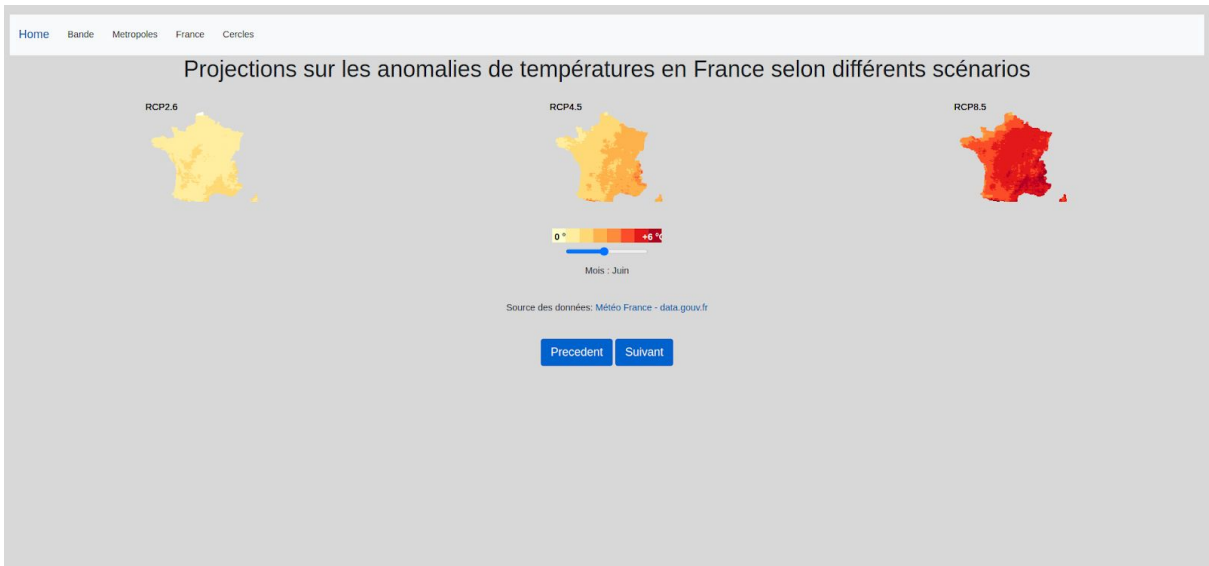 Home Bande Metropoles France Cercles
Projections sur les anomalies de températures en France selon différents scénarios
RCP2.6 RCP4.5 RCP8.5
0 ° +6 °C
Mois : Juin
Source des données: Météo France - data.gouv.fr
Precedent Suivant